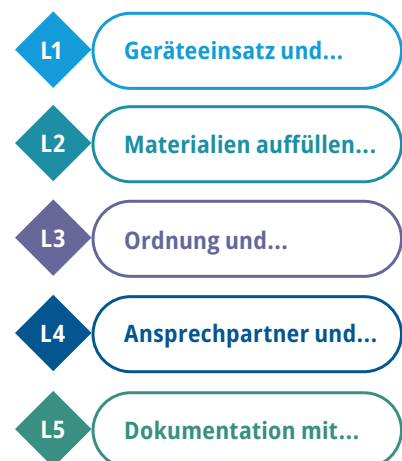 L1 Geräteeinsatz und...
L2 Materialien auffüllen...
L3 Ordnung und...
L4 Ansprechpartner und...
L5 Dokumentation mit...